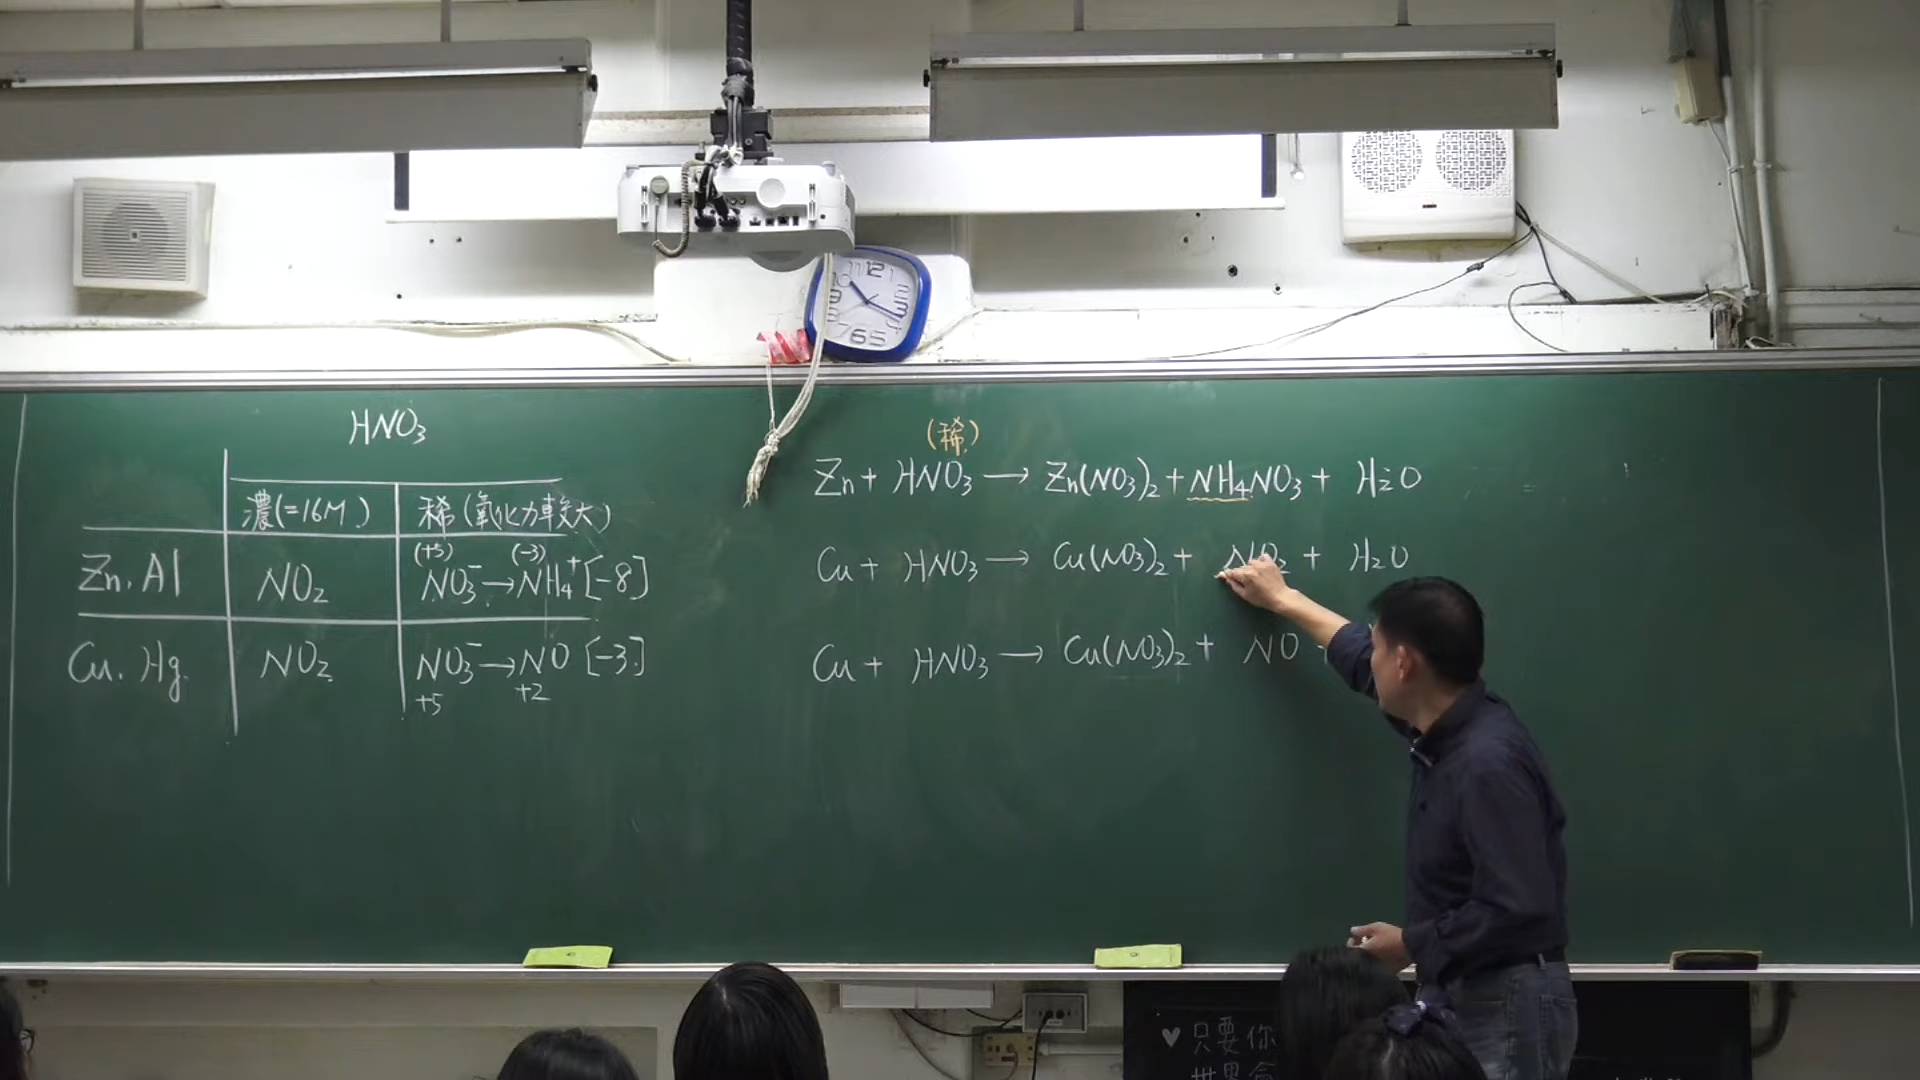 HNO₃
濃(=16M) 稀(氧化力較大)
(+5) (-3)
Zn.Al NO₂ NO₃⁻→NH₄⁺[-8]
Cu.Hg. NO₂ NO₃⁻→NO[-3]
+5 +2
(稀)
Zn+ HNO₃ → Zn(NO₃)₂+NH₄NO₃+ H₂O
Cu+ HNO₃ → Cu(NO₃)₂+ NO₂ + H₂O
Cu+ HNO₃ → Cu(NO₃)₂+ NO
♥只要你